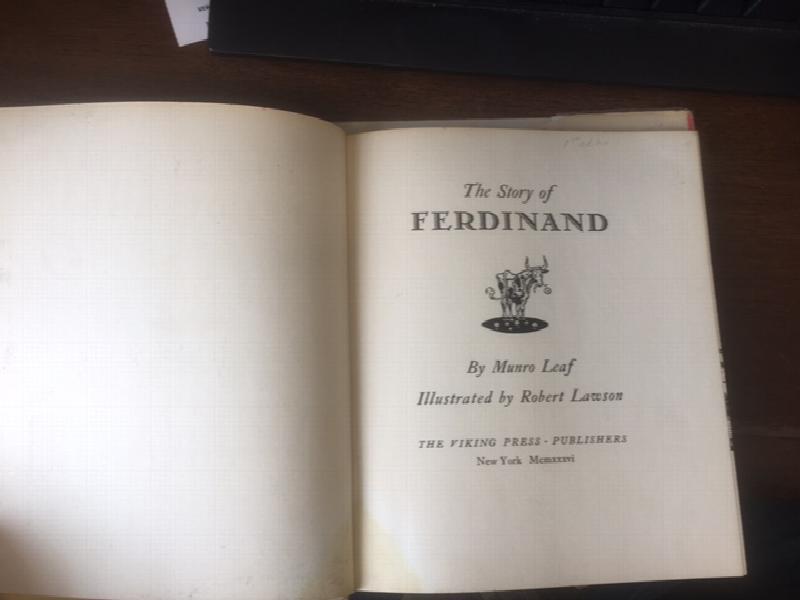 The Story of
FERDINAND
By Munro Leaf
Illustrated by Robert Lawson
THE VIKING PRESS · PUBLISHERS
New York Mcmxxxvi